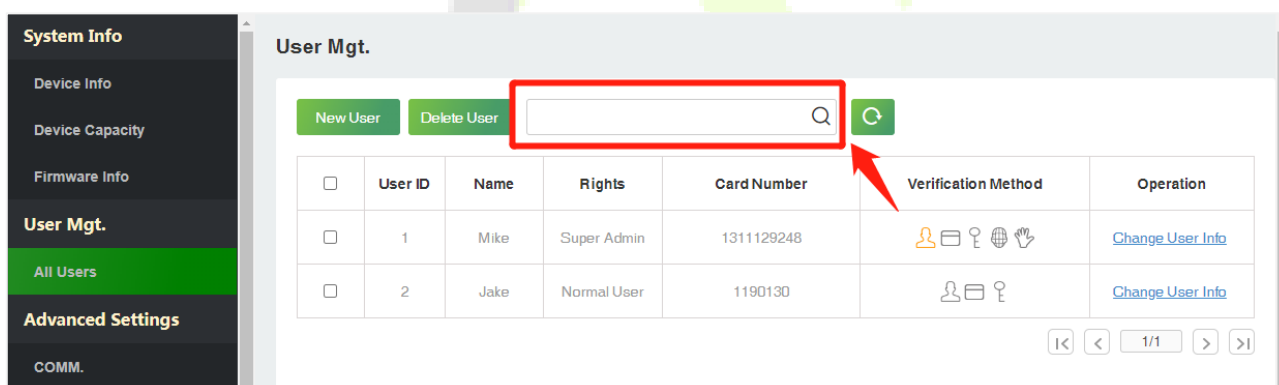 System Info
Device Info
Device Capacity
Firmware Info
User Mgt.
All Users
Advanced Settings
COMM.
User Mgt.
New User Delete User
User ID Name Rights Card Number Verification Method Operation
1 Mike Super Admin 1311129248 Change User Info
2 Jake Normal User 1190130 Change User Info
1/1